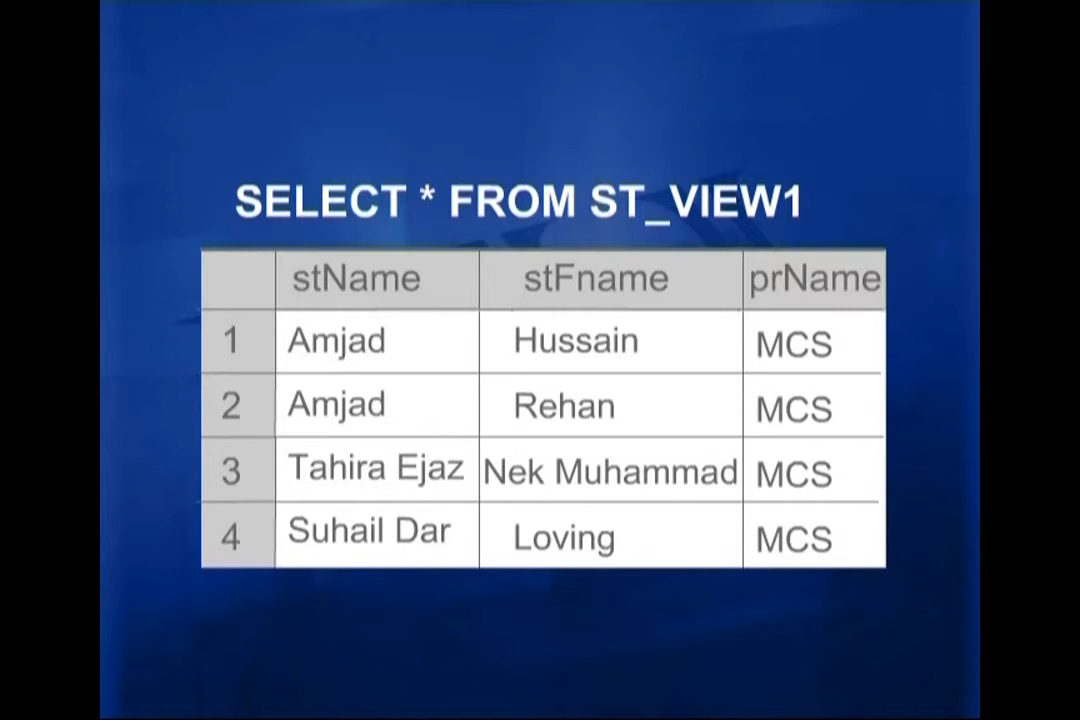 SELECT * FROM ST_VIEW1
stName stFname prName
1 Amjad Hussain MCS
2 Amjad Rehan MCS
3 Tahira Ejaz Nek Muhammad MCS
4 Suhail Dar Loving MCS